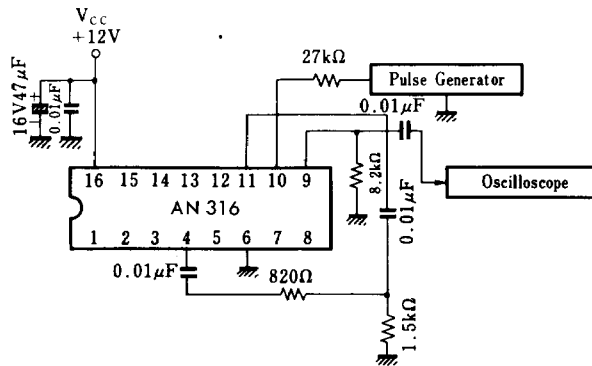 V_CC
+12V
16V47μF
0.01μF
27kΩ
Pulse Generator
0.01μF
8.2kΩ
Oscilloscope
0.01μF
16 15 14 13 12 11 10 9
AN 316
1 2 3 4 5 6 7 8
0.01μF
820Ω
1.5kΩ